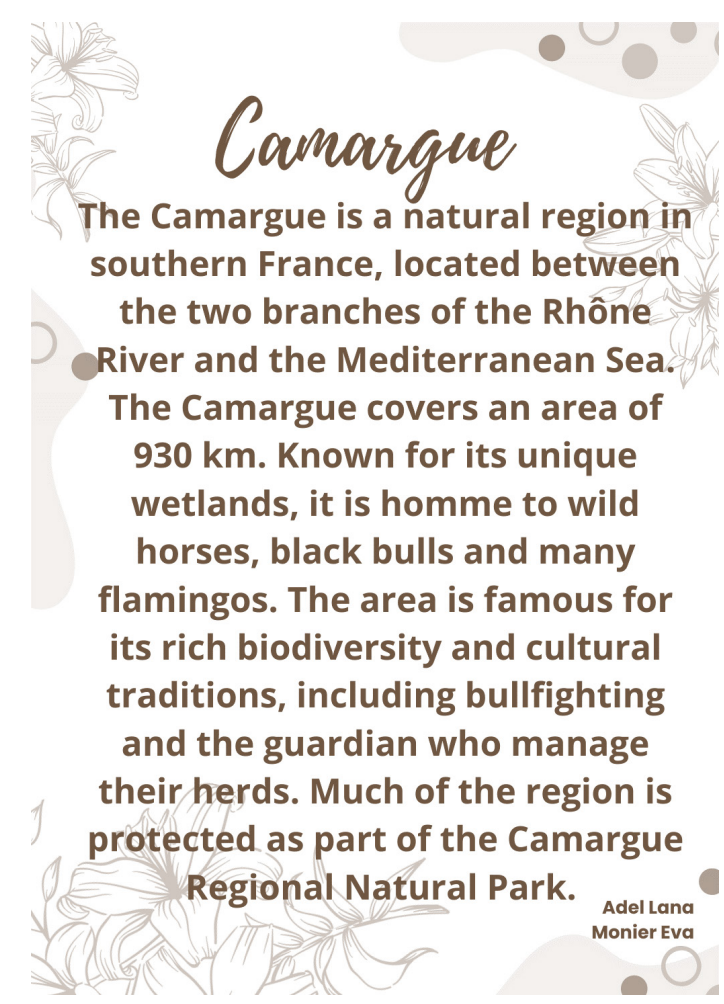 Camargue
The Camargue is a natural region in
southern France, located between
the two branches of the Rhône
River and the Mediterranean Sea.
The Camargue covers an area of
930 km. Known for its unique
wetlands, it is homme to wild
horses, black bulls and many
flamingos. The area is famous for
its rich biodiversity and cultural
traditions, including bullfighting
and the guardian who manage
their herds. Much of the region is
protected as part of the Camargue
Regional Natural Park.
Adel Lana
Monier Eva